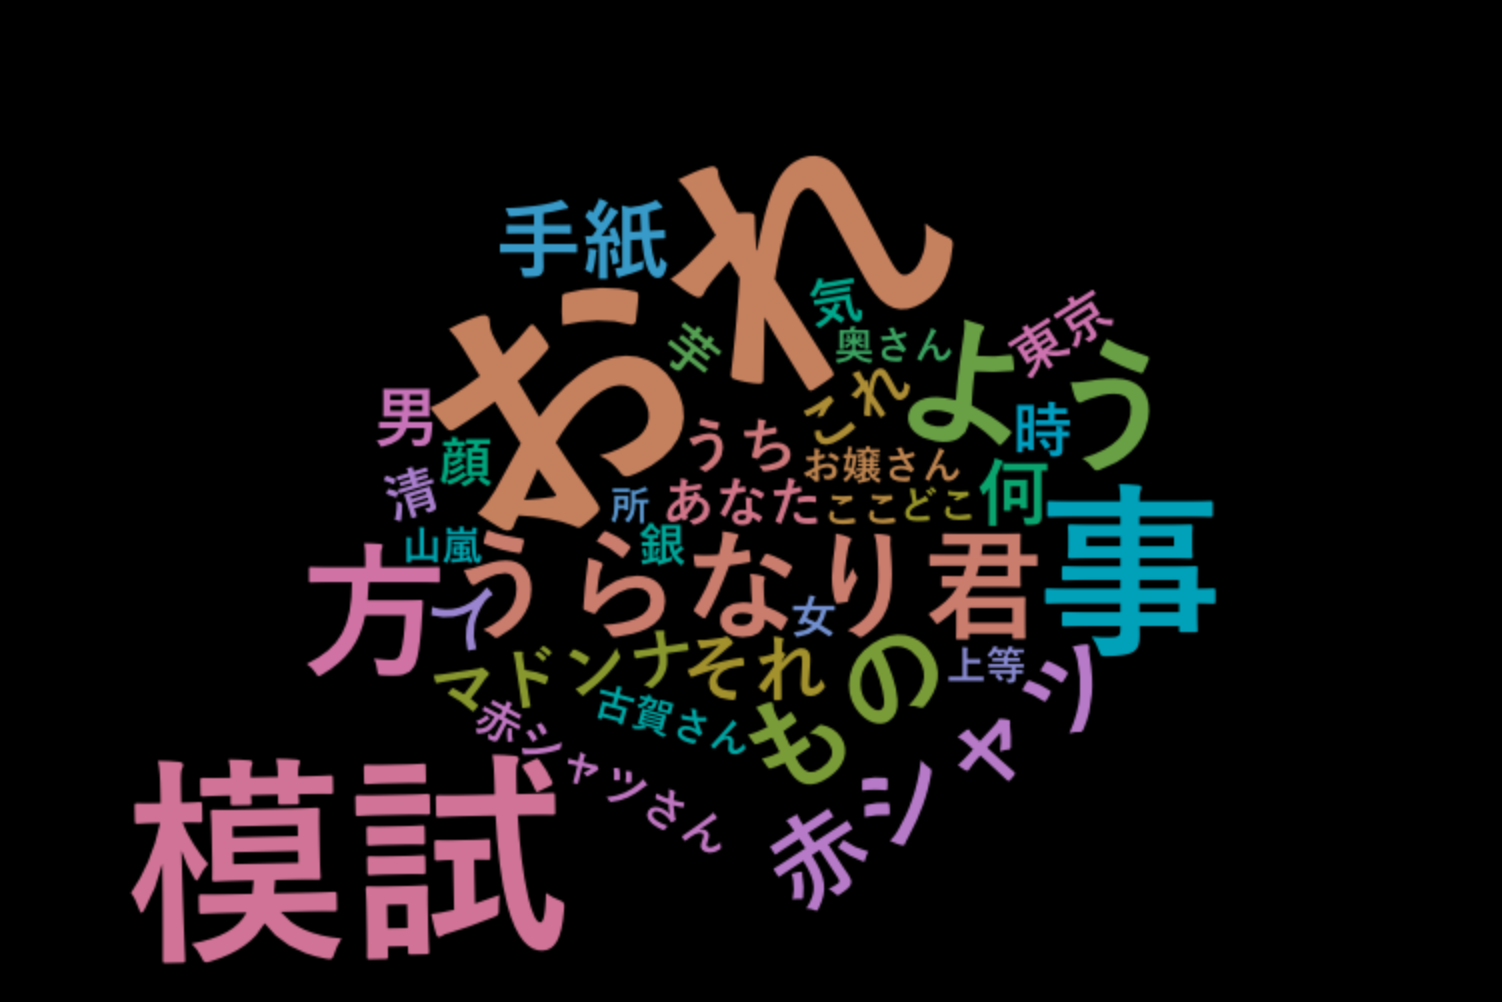 手紙
おれ
気
芋
奥さん
東京
よう
これ
男
時
うち
顔
お嬢さん
清
何
所
あなた
ここ
どこ
事
山嵐
銀
うらなり君
方
イ
女
マドンナ
それ
もの
上等
古賀さん
赤シャツさん
赤シャツ
模試